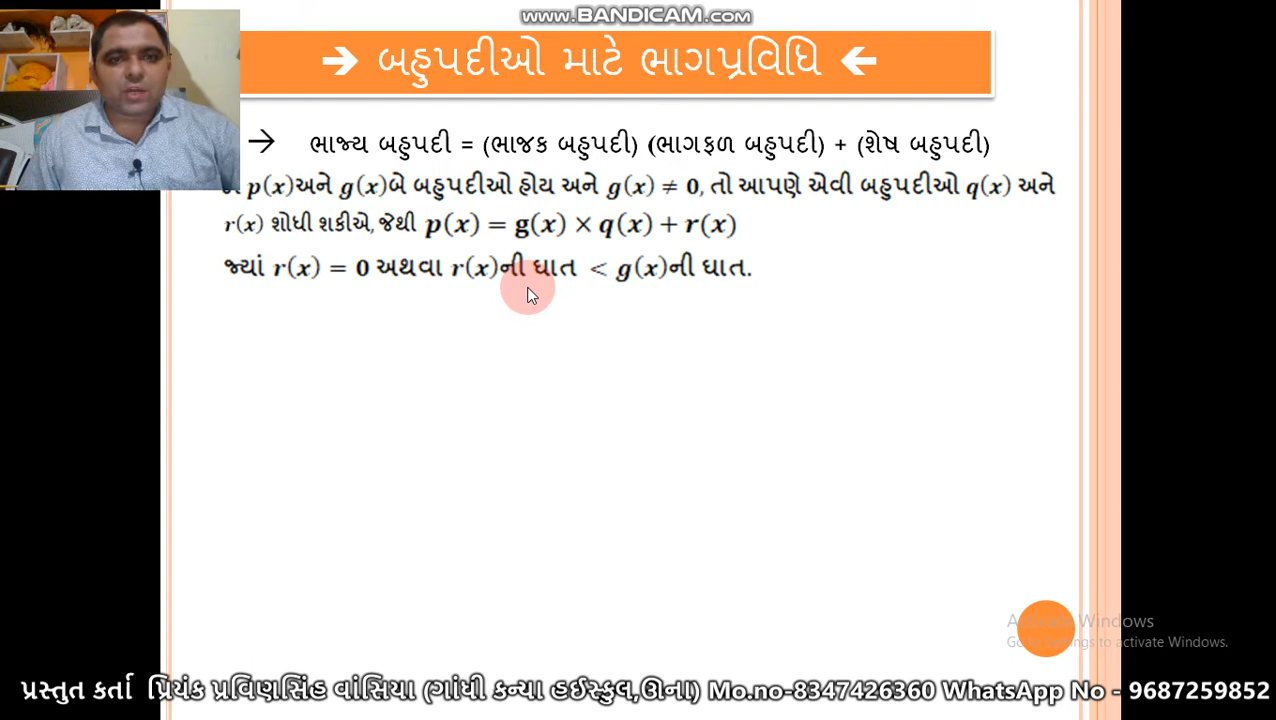 www.BANDICAM.com
→ બહુપદીઓ માટે ભાગપ્રવિધિ ←
→ ભાજ્ય બહુપદી = (ભાજક બહુપદી) (ભાગફળ બહુપદી) + (શેષ બહુપદી)
p(x)અને g(x)બે બહુપદીઓ હોય અને g(x) ≠ 0, તો આપણે એવી બહુપદીઓ q(x) અને
r(x) શોધી શકીએ, જેથી p(x) = g(x) × q(x) + r(x)
જ્યાં r(x) = 0 અથવા r(x)ની ઘાત < g(x)ની ઘાત.
Activate Windows
Go to Settings to activate Windows.
પ્રસ્તુત કર્તા પ્રિયંક પ્રવિણસિંહ વાંસિયા (ગાંધી કન્યા હઈસ્કુલ,ઊના) Mo.no-8347426360 WhatsApp No - 9687259852